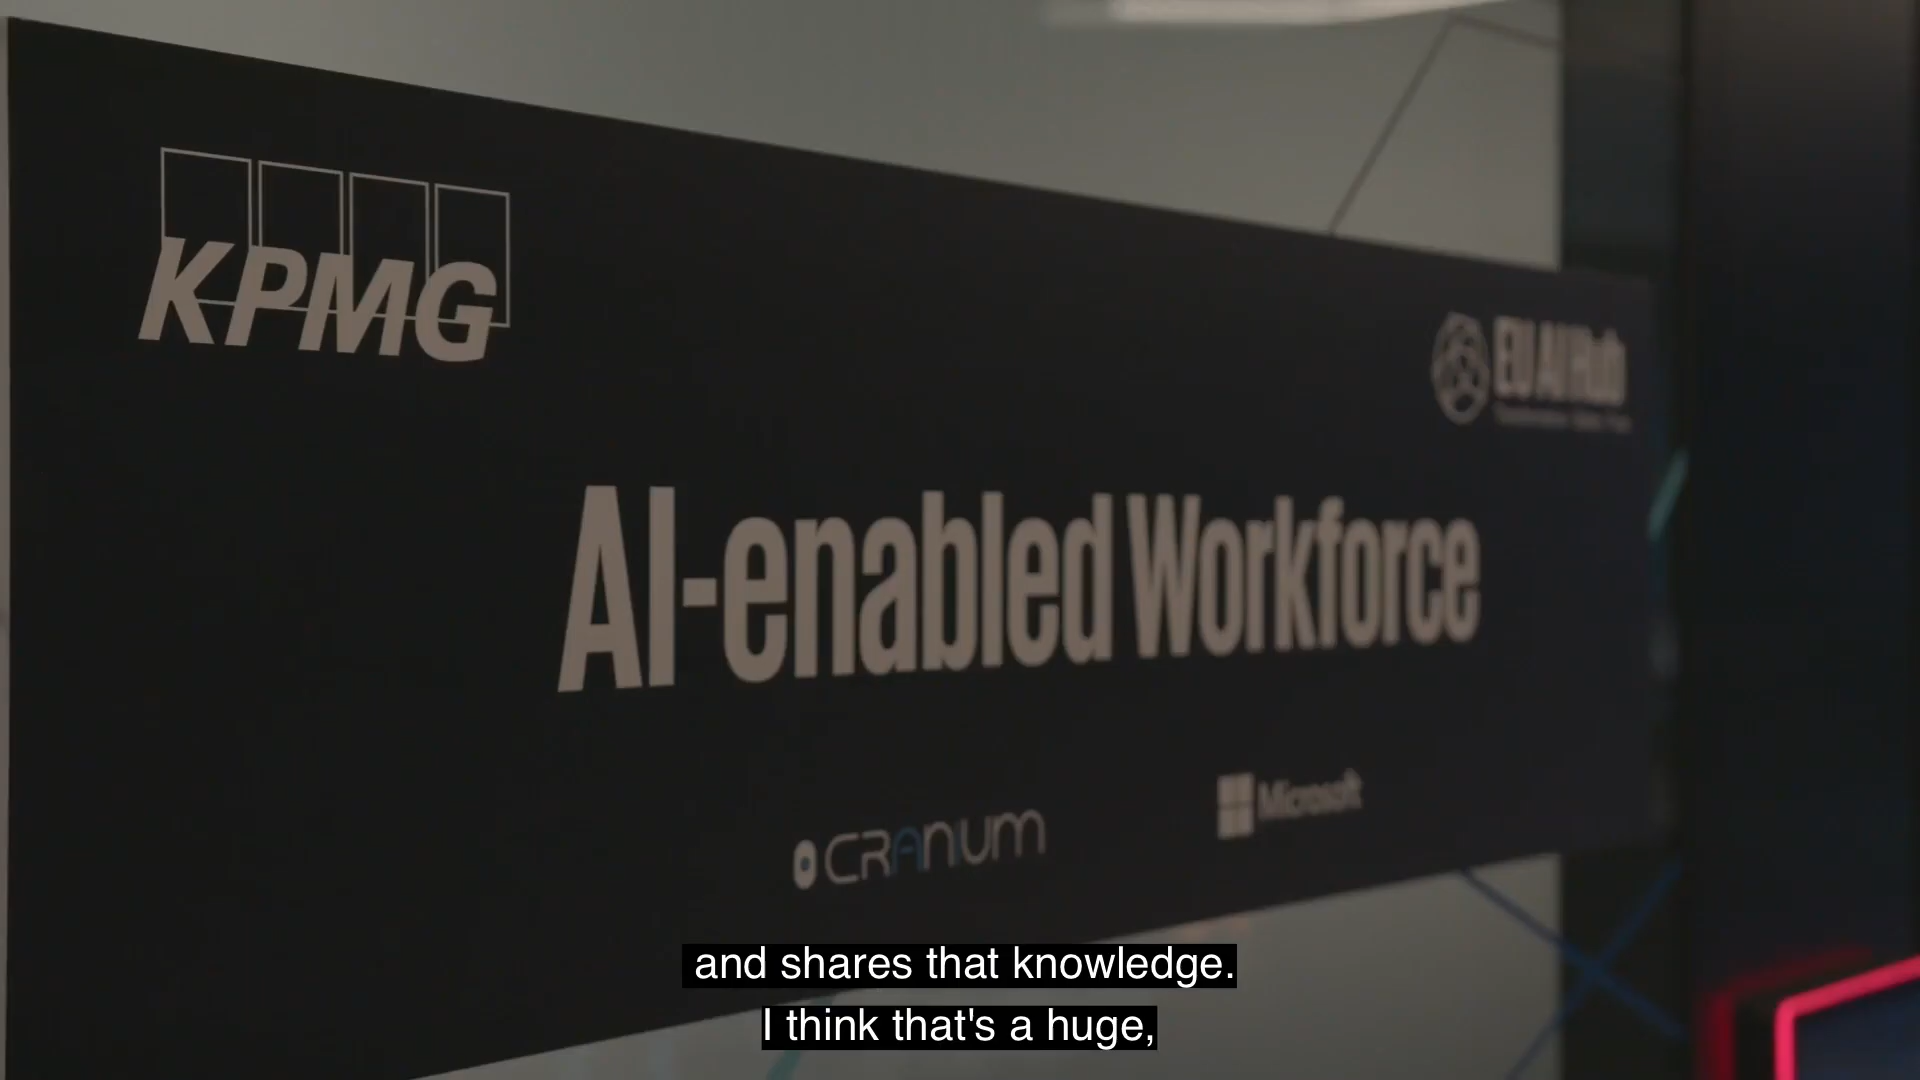 KPMG
EU AI Hub
AI-enabled Workforce
CRANIUM
Microsoft
and shares that knowledge.
I think that's a huge,